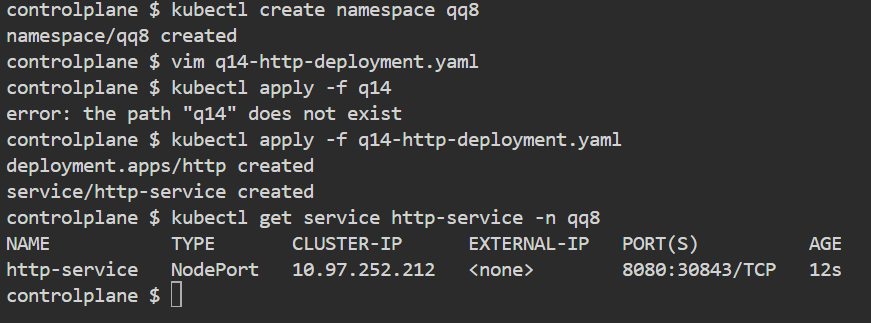 controlplane $ kubectl create namespace qq8
namespace/qq8 created
controlplane $ vim q14-http-deployment.yaml
controlplane $ kubectl apply -f q14
error: the path "q14" does not exist
controlplane $ kubectl apply -f q14-http-deployment.yaml
deployment.apps/http created
service/http-service created
controlplane $ kubectl get service http-service -n qq8
NAME           TYPE       CLUSTER-IP      EXTERNAL-IP   PORT(S)          AGE
http-service   NodePort   10.97.252.212   <none>        8080:30843/TCP   12s
controlplane $